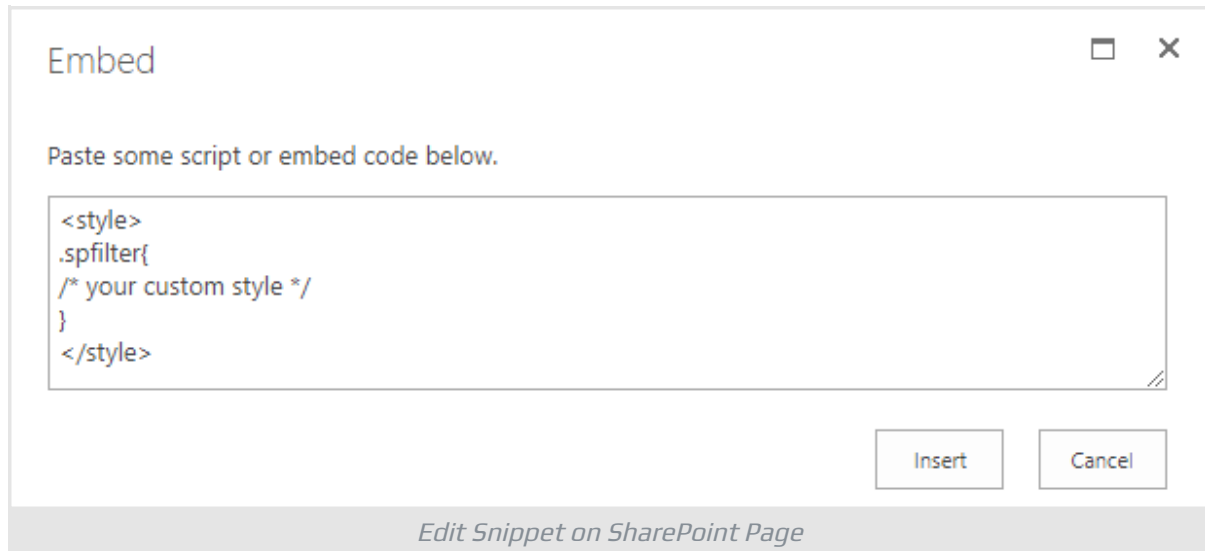 Embed
Paste some script or embed code below.
<style>
.spfilter{
/* your custom style */
}
</style>
Insert
Cancel
Edit Snippet on SharePoint Page